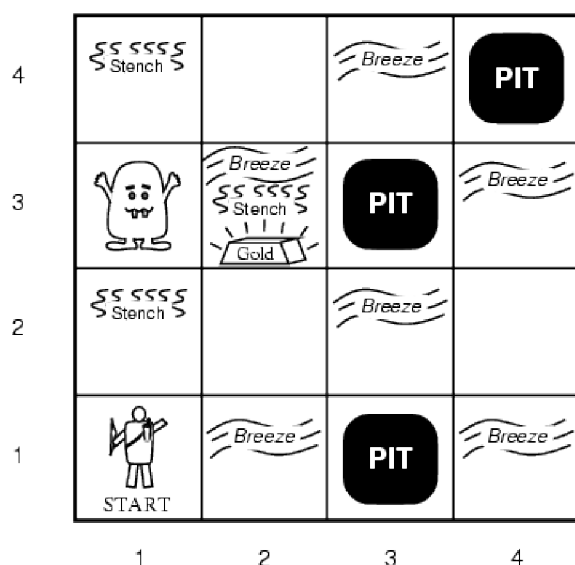 4
Stench
Breeze
PIT
3
Breeze
Stench
Gold
PIT
Breeze
2
Stench
Breeze
1
START
Breeze
PIT
Breeze
1 2 3 4